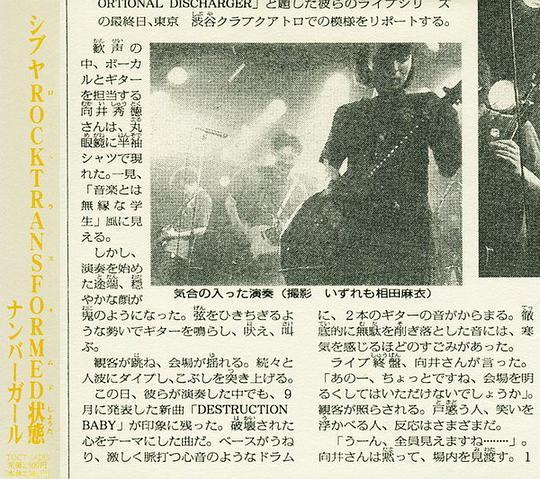 シブヤROCKTRANSFORMED状態
ナンバーガール
ORTIONAL DISCHARGER」と題した彼らのライブシリーズ
の最終日、東京 渋谷クラブクアトロでの模様をリポートする。
歓声の
中、ボーカ
ルとギター
を担当する
向井秀徳
さんは、丸
眼鏡に半袖
シャツで現
れた。一見、
「音楽とは
無縁な学
生」風に見
える。
しかし、
演奏を始め
た途端、穏
やかな顔が
鬼のようになった。弦をひきちぎるよ
うな勢いでギターを鳴らし、吠え、叫
ぶ。
観客が跳ね、会場が揺れる。続々と
人波にダイブし、こぶしを突き上げる。
この日、彼らが演奏した中でも、9
月に発表した新曲「DESTRUCTION
BABY」が印象に残った。破壊された
心をテーマにした曲だ。ベースがうね
り、激しく脈打つ心音のようなドラム
気合の入った演奏（撮影 いずれも相田麻衣）
に、2本のギターの音がからまる。徹
底的に無駄を削ぎ落とした音には、寒
気を感じるほどのすごみがあった。
ライブ終盤、向井さんが言った。
「あのー、ちょっとですね、会場を明
るくしてはいただけないでしょうか」。
観客が照らされる。戸惑う人、笑いを
浮かべる人、反応はさまざまだ。
「うーん、全員見えますね………」。
向井さんは黙って、場内を見渡す。1